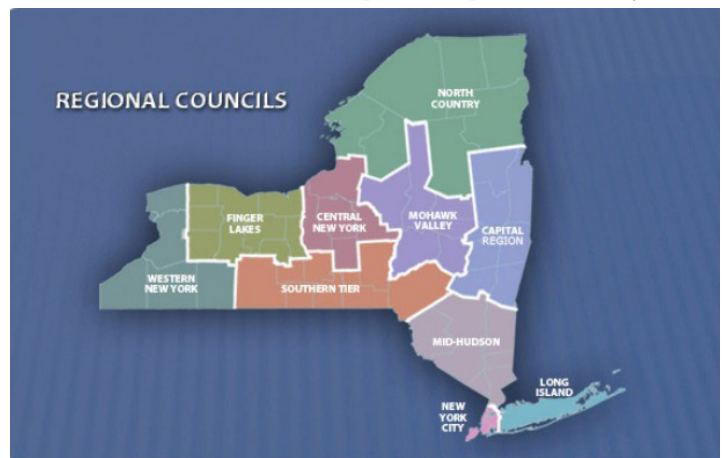 REGIONAL COUNCILS
NORTH
COUNTRY
FINGER
LAKES
CENTRAL
NEW YORK
MOHAWK
VALLEY
CAPITAL
REGION
WESTERN
NEW YORK
SOUTHERN TIER
MID-HUDSON
LONG
ISLAND
NEW
YORK
CITY